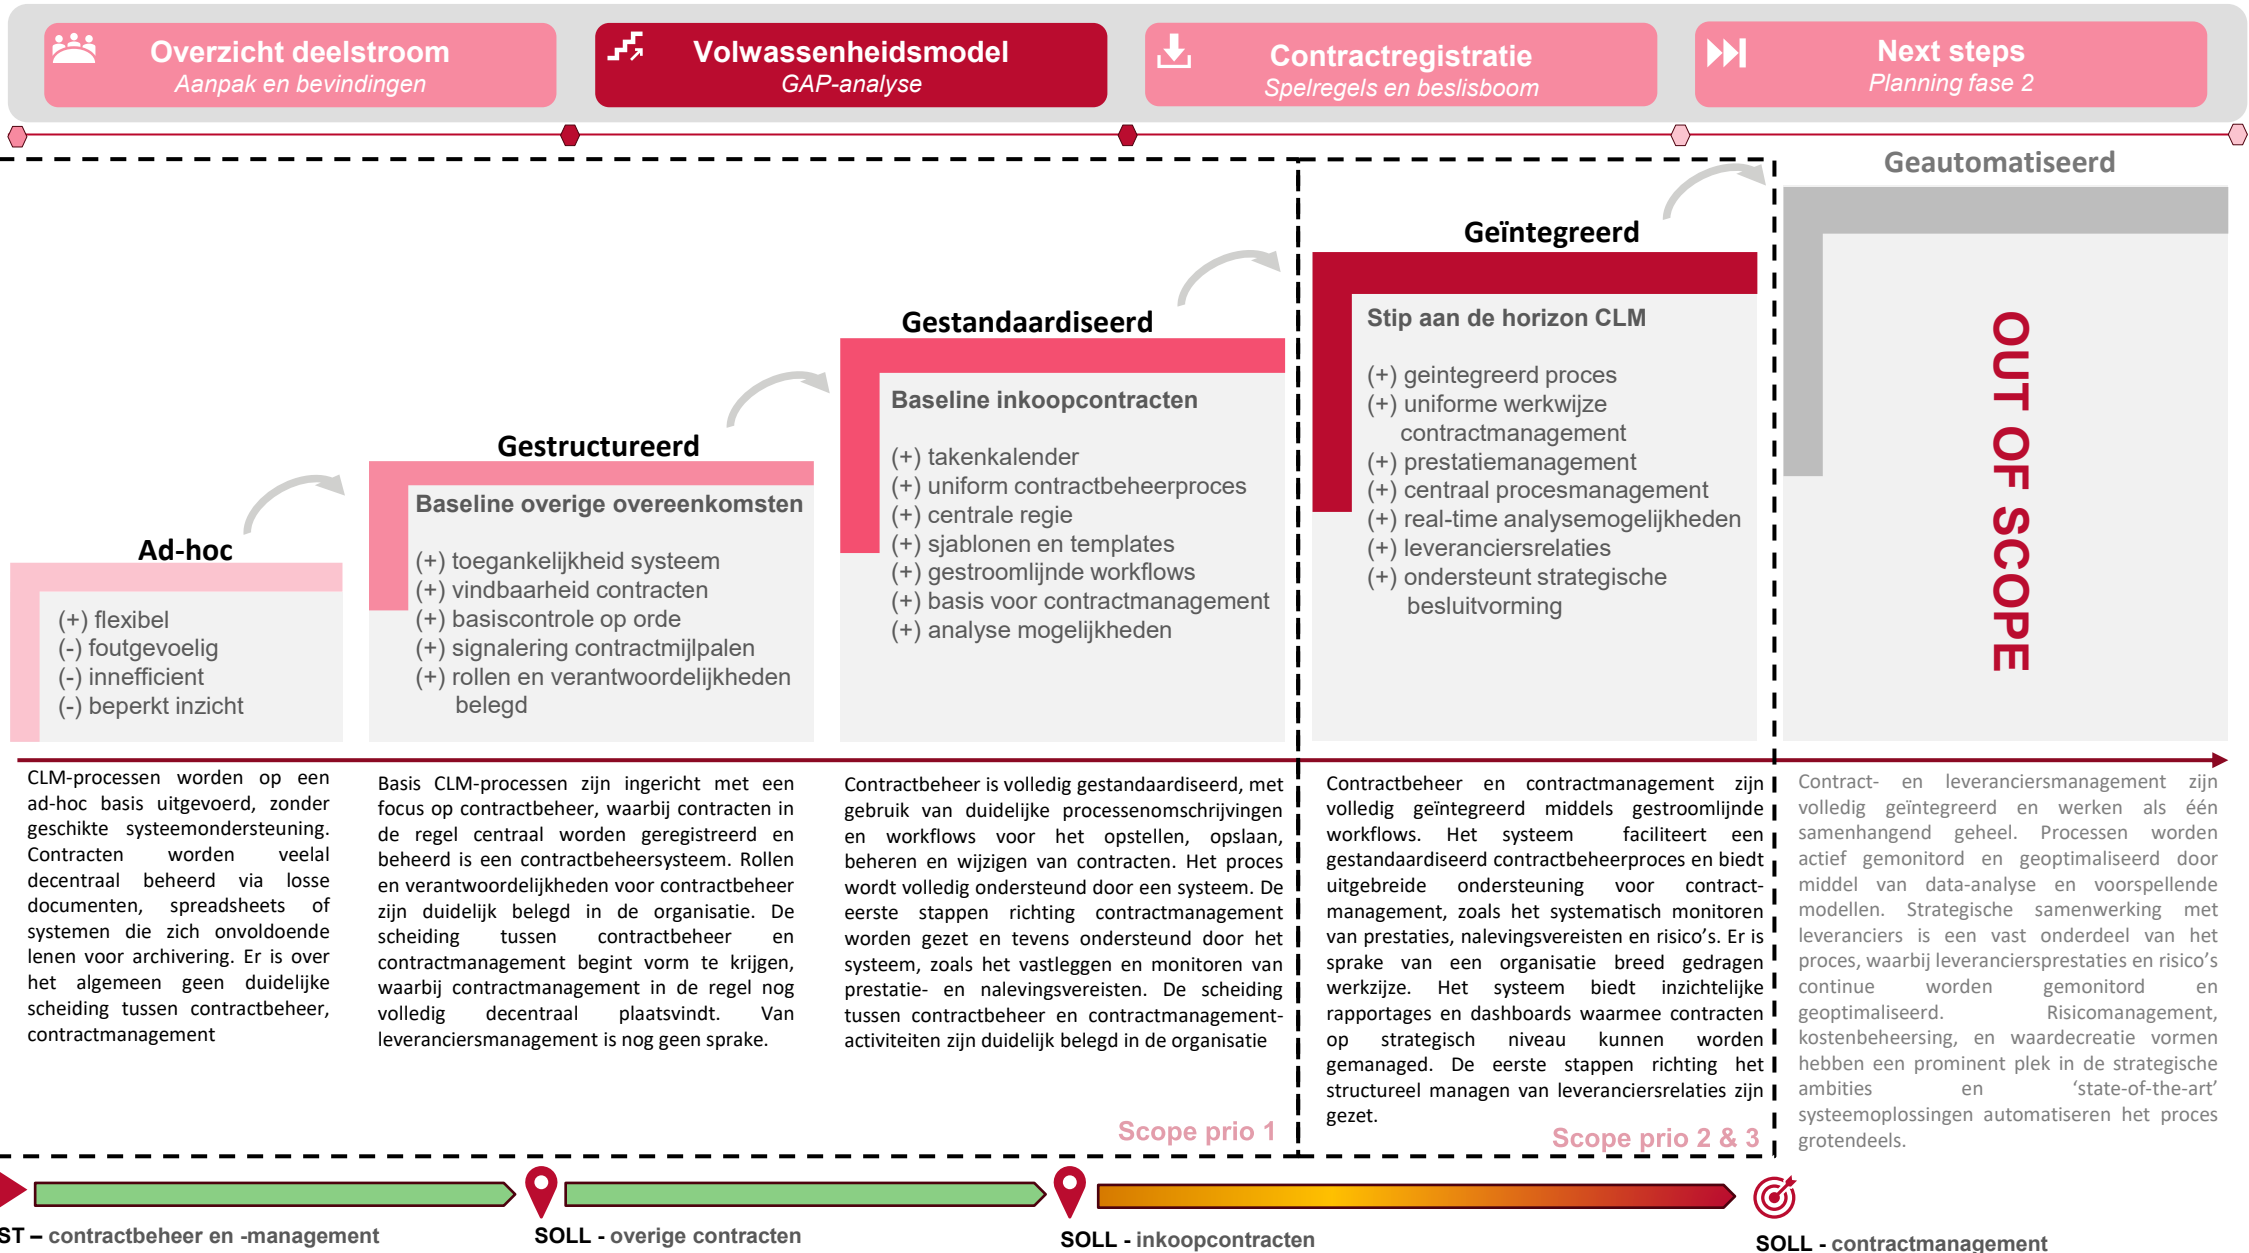 Overzicht deelstroom
Aanpak en bevindingen
Volwassenheidsmodel
GAP-analyse
Contractregistratie
Spelregels en beslisboom
Next steps
Planning fase 2
Ad-hoc
(+) flexibel
(-) foutgevoelig
(-) innefficient
(-) beperkt inzicht
Gestructureerd
Baseline overige overeenkomsten
(+) toegankelijkheid systeem
(+) vindbaarheid contracten
(+) basiscontrole op orde
(+) signalering contractmijlpalen
(+) rollen en verantwoordelijkheden
belegd
Gestandaardiseerd
Baseline inkoopcontracten
(+) takenkalender
(+) uniform contractbeheerproces
(+) centrale regie
(+) sjablonen en templates
(+) gestroomlijnde workflows
(+) basis voor contractmanagement
(+) analyse mogelijkheden
Geïntegreerd
Stip aan de horizon CLM
(+) geintegreerd proces
(+) uniforme werkwijze
contractmanagement
(+) prestatiemanagement
(+) centraal procesmanagement
(+) real-time analysemogelijkheden
(+) leveranciersrelaties
(+) ondersteunt strategische
besluitvorming
Geautomatiseerd
OUT OF SCOPE
CLM-processen worden op een
ad-hoc basis uitgevoerd, zonder
geschikte systeemondersteuning.
Contracten worden veelal
decentraal beheerd via losse
documenten, spreadsheets of
systemen die zich onvoldoende
lenen voor archivering. Er is over
het algemeen geen duidelijke
scheiding tussen contractbeheer,
contractmanagement
Basis CLM-processen zijn ingericht met een
focus op contractbeheer, waarbij contracten in
de regel centraal worden geregistreerd en
beheerd is een contractbeheersysteem. Rollen
en verantwoordelijkheden voor contractbeheer
zijn duidelijk belegd in de organisatie. De
scheiding tussen contractbeheer en
contractmanagement begint vorm te krijgen,
waarbij contractmanagement in de regel nog
volledig decentraal plaatsvindt. Van
leveranciersmanagement is nog geen sprake.
Contractbeheer is volledig gestandaardiseerd, met
gebruik van duidelijke processenomschrijvingen
en workflows voor het opstellen, opslaan,
beheren en wijzigen van contracten. Het proces
wordt volledig ondersteund door een systeem. De
eerste stappen richting contractmanagement
worden gezet en tevens ondersteund door het
systeem, zoals het vastleggen en monitoren van
prestatie- en nalevingsvereisten. De scheiding
tussen contractbeheer en contractmanagement-
activiteiten zijn duidelijk belegd in de organisatie
Scope prio 1
Contractbeheer en contractmanagement zijn
volledig geïntegreerd middels gestroomlijnde
workflows. Het systeem faciliteert een
gestandaardiseerd contractbeheerproces en biedt
uitgebreide ondersteuning voor contract-
management, zoals het systematisch monitoren
van prestaties, nalevingsvereisten en risico's. Er is
sprake van een organisatie breed gedragen
werkzijze. Het systeem biedt inzichtelijke
rapportages en dashboards waarmee contracten
op strategisch niveau kunnen worden
gemanaged. De eerste stappen richting het
structureel managen van leveranciersrelaties zijn
gezet.
Scope prio 2 & 3
Contract- en leveranciersmanagement zijn
volledig geïntegreerd en werken als één
samenhangend geheel. Processen worden
actief gemonitord en geoptimaliseerd door
middel van data-analyse en voorspellende
modellen. Strategische samenwerking met
leveranciers is een vast onderdeel van het
proces, waarbij leveranciersprestaties en risico's
continue worden gemonitord en
geoptimaliseerd. Risicomanagement,
kostenbeheersing, en waardecreatie vormen
hebben een prominent plek in de strategische
ambities en 'state-of-the-art'
systeemoplossingen automatiseren het proces
grotendeels.
ST – contractbeheer en -management
SOLL - overige contracten
SOLL - inkoopcontracten
SOLL - contractmanagement